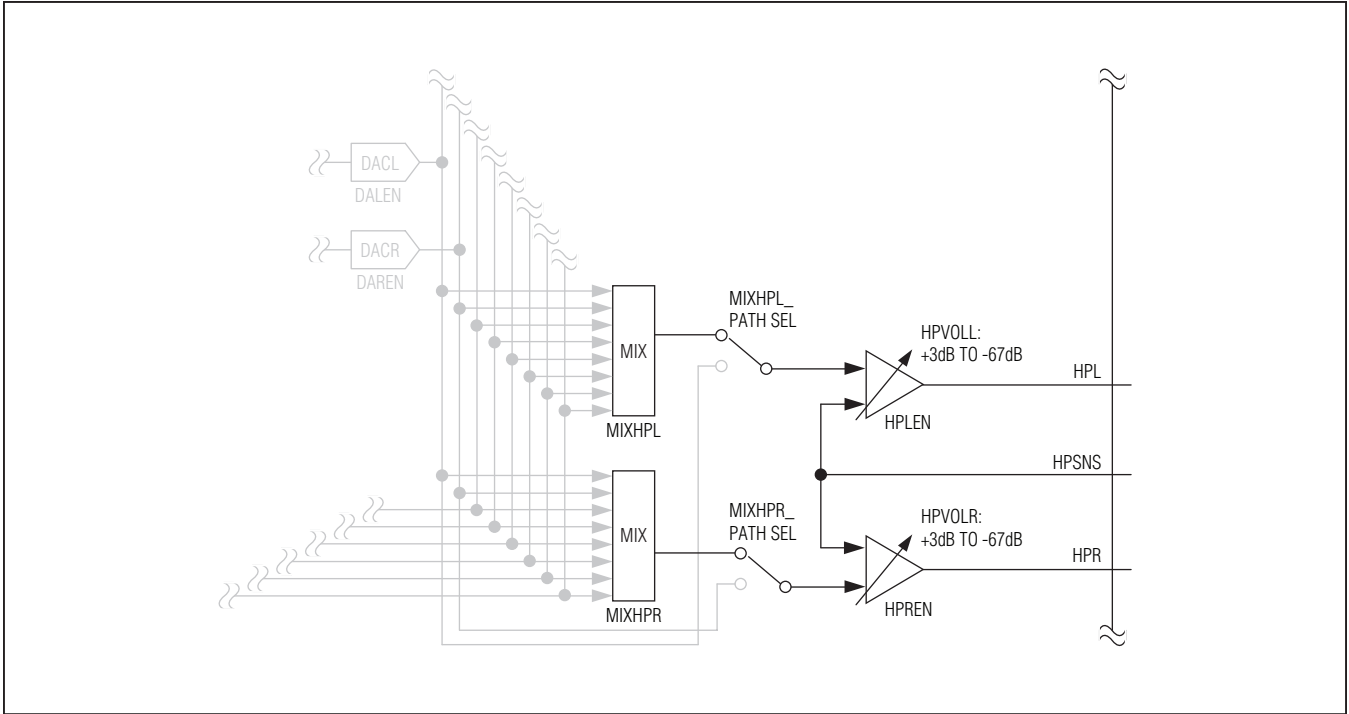 DACL
DALEN
DACR
DAREN
MIX
MIXHPL
MIXHPL_
PATH SEL
HPVOLL:
+3dB TO -67dB
HPLEN
HPL
HPSNS
MIX
MIXHPR
MIXHPR_
PATH SEL
HPVOLR:
+3dB TO -67dB
HPREN
HPR